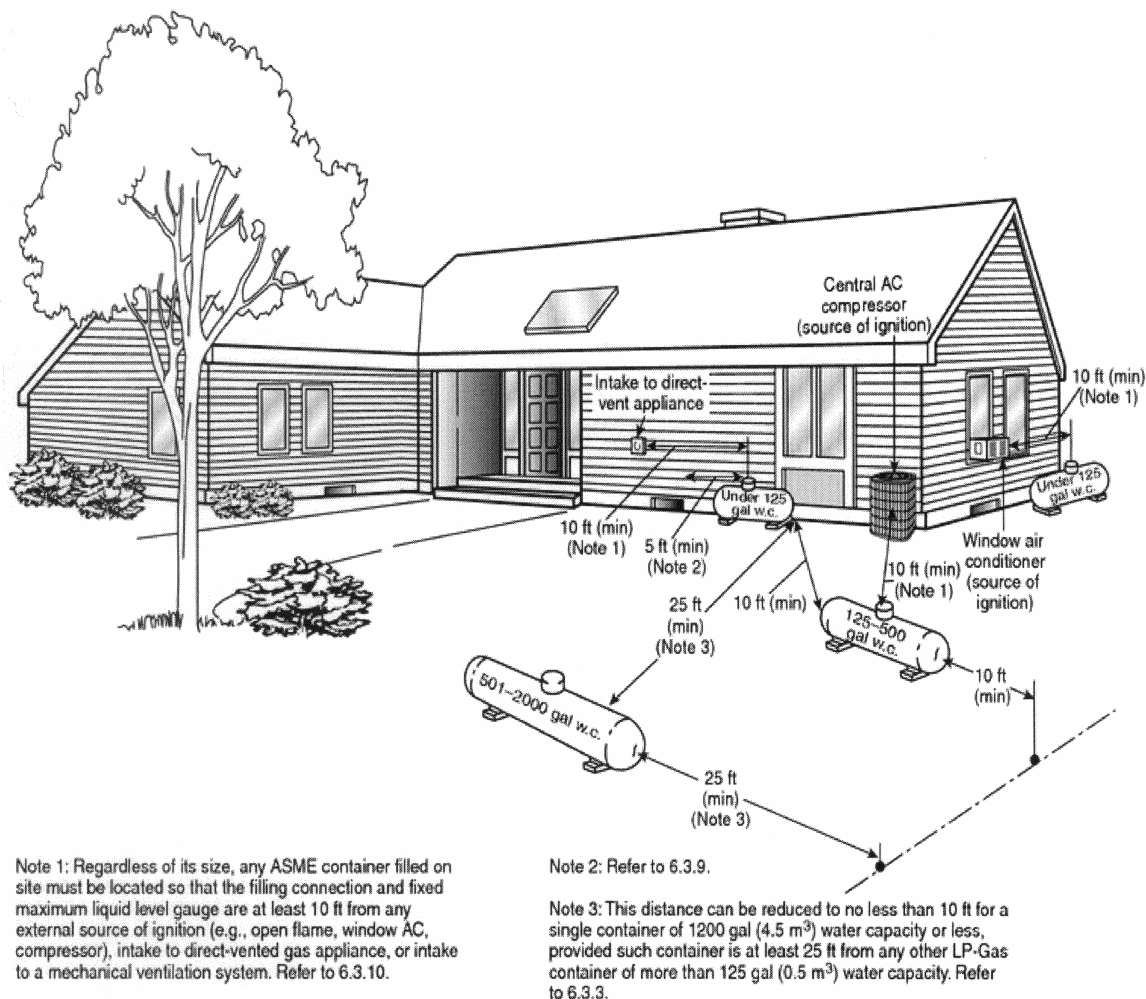 Central AC
compressor
(source of ignition)
Intake to direct-
vent appliance
10 ft (min)
(Note 1)
Under 125
gal w.c.
Under 125
gal w.c.
10 ft (min)
(Note 1)
5 ft (min)
(Note 2)
Window air
conditioner
(source of
ignition)
10 ft (min)
(Note 1)
25 ft
(min)
(Note 3)
10 ft (min)
125–500
gal w.c.
10 ft
(min)
501–2000 gal w.c.
25 ft
(min)
(Note 3)
Note 1: Regardless of its size, any ASME container filled on
site must be located so that the filling connection and fixed
maximum liquid level gauge are at least 10 ft from any
external source of ignition (e.g., open flame, window AC,
compressor), intake to direct-vented gas appliance, or intake
to a mechanical ventilation system. Refer to 6.3.10.
Note 2: Refer to 6.3.9.
Note 3: This distance can be reduced to no less than 10 ft for a
single container of 1200 gal (4.5 m³) water capacity or less,
provided such container is at least 25 ft from any other LP-Gas
container of more than 125 gal (0.5 m³) water capacity. Refer
to 6.3.3.